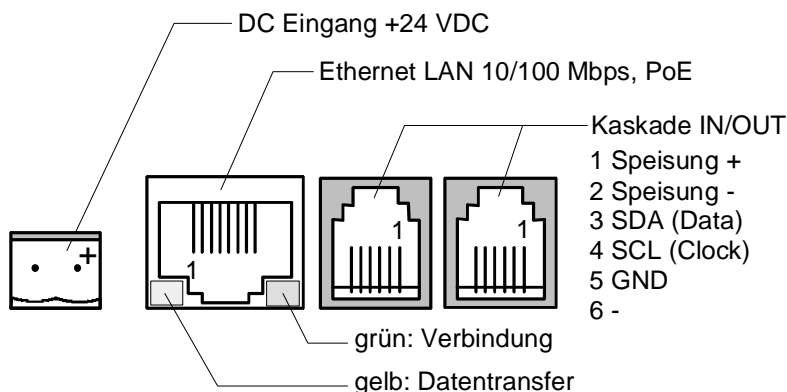 DC Eingang +24 VDC
Ethernet LAN 10/100 Mbps, PoE
Kaskade IN/OUT
1 Speisung +
2 Speisung -
3 SDA (Data)
4 SCL (Clock)
5 GND
6 -
+
1
1
1
grün: Verbindung
gelb: Datentransfer